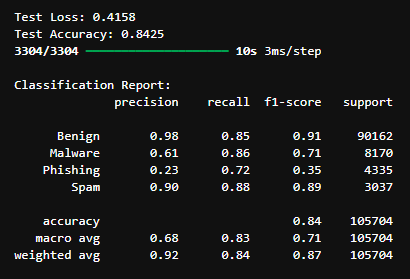 Test Loss: 0.4158
Test Accuracy: 0.8425
3304/3304 ━━━━━━━━━━━━━━━━━━━━ 10s 3ms/step
Classification Report:
precision recall f1-score support
Benign 0.98 0.85 0.91 90162
Malware 0.61 0.86 0.71 8170
Phishing 0.23 0.72 0.35 4335
Spam 0.90 0.88 0.89 3037
accuracy 0.84 105704
macro avg 0.68 0.83 0.71 105704
weighted avg 0.92 0.84 0.87 105704